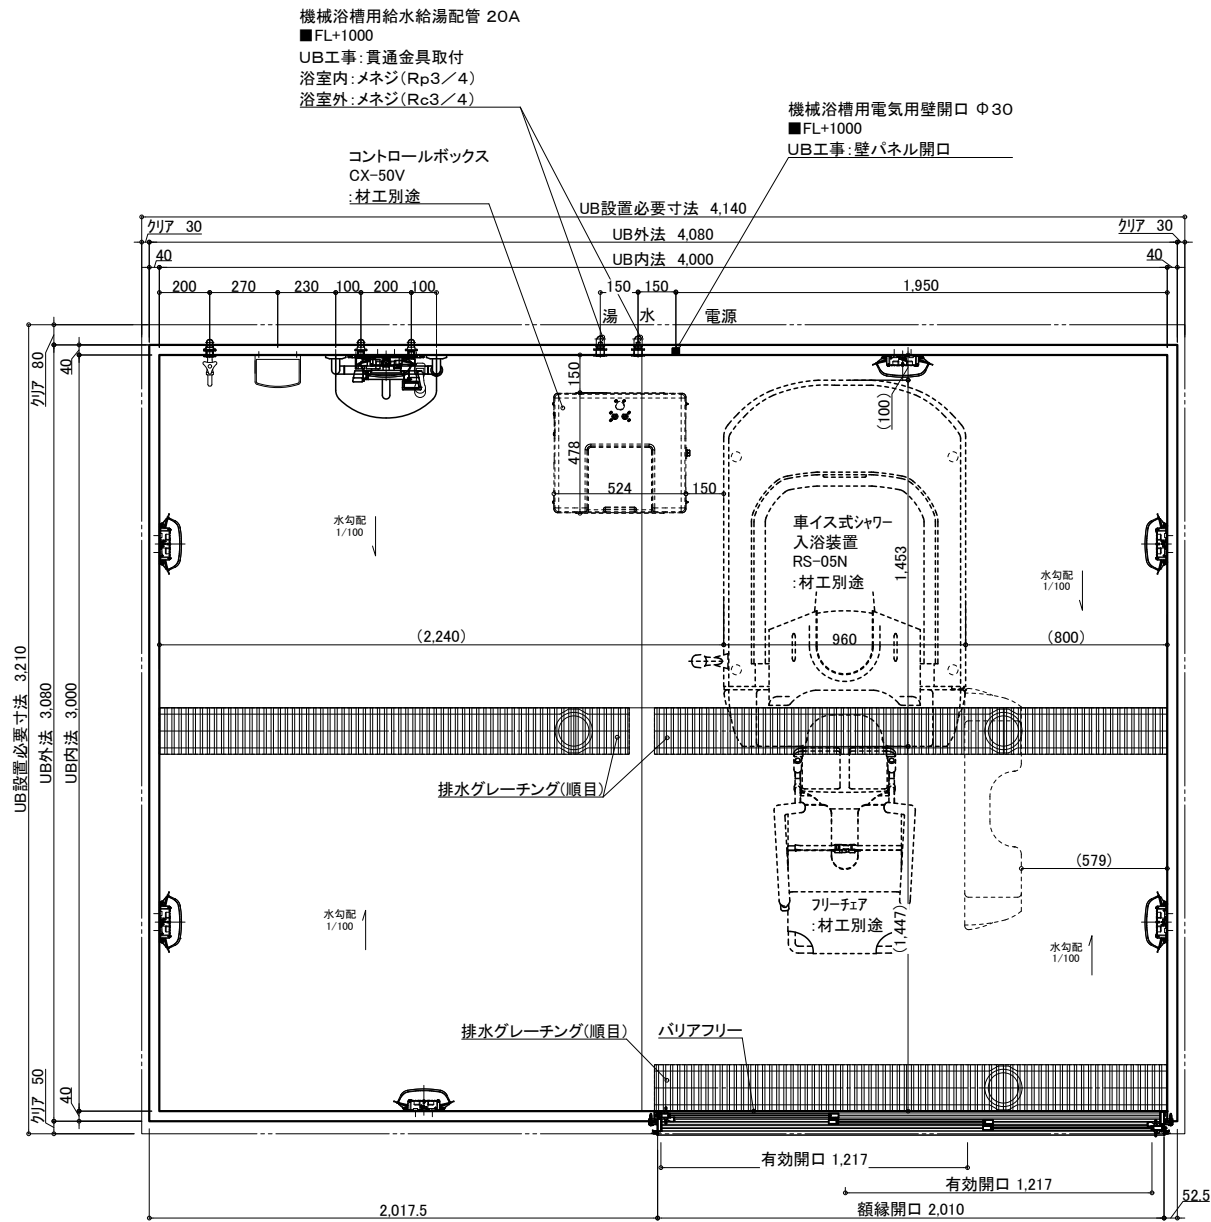 機械浴槽用給水給湯配管 20A
■FL+1000
UB工事:貫通金具取付
浴室内:メネジ(Rp3／4)
浴室外:メネジ(Rc3／4)
機械浴槽用電気用壁開口 Φ30
■FL+1000
UB工事:壁パネル開口
コントロールボックス
CX-50V
:材工別途
UB設置必要寸法 4,140
クリア 30
クリア 30
UB外法 4,080
40
UB内法 4,000
40
200
270
230
100
200
100
150
150
1,950
湯
水
電源
クリア 80
40
150
(100)
478
524
150
水勾配
1/100
車イス式シャワー
入浴装置
RS-05N
:材工別途
1,453
水勾配
1/100
(2,240)
960
(800)
UB設置必要寸法 3,210
UB外法 3,080
UB内法 3,000
排水グレーチング(順目)
(579)
フリーチェア
:材工別途
(1,447)
水勾配
1/100
水勾配
1/100
排水グレーチング(順目)
バリアフリー
クリア 50
40
有効開口 1,217
有効開口 1,217
2,017.5
額縁開口 2,010
52.5